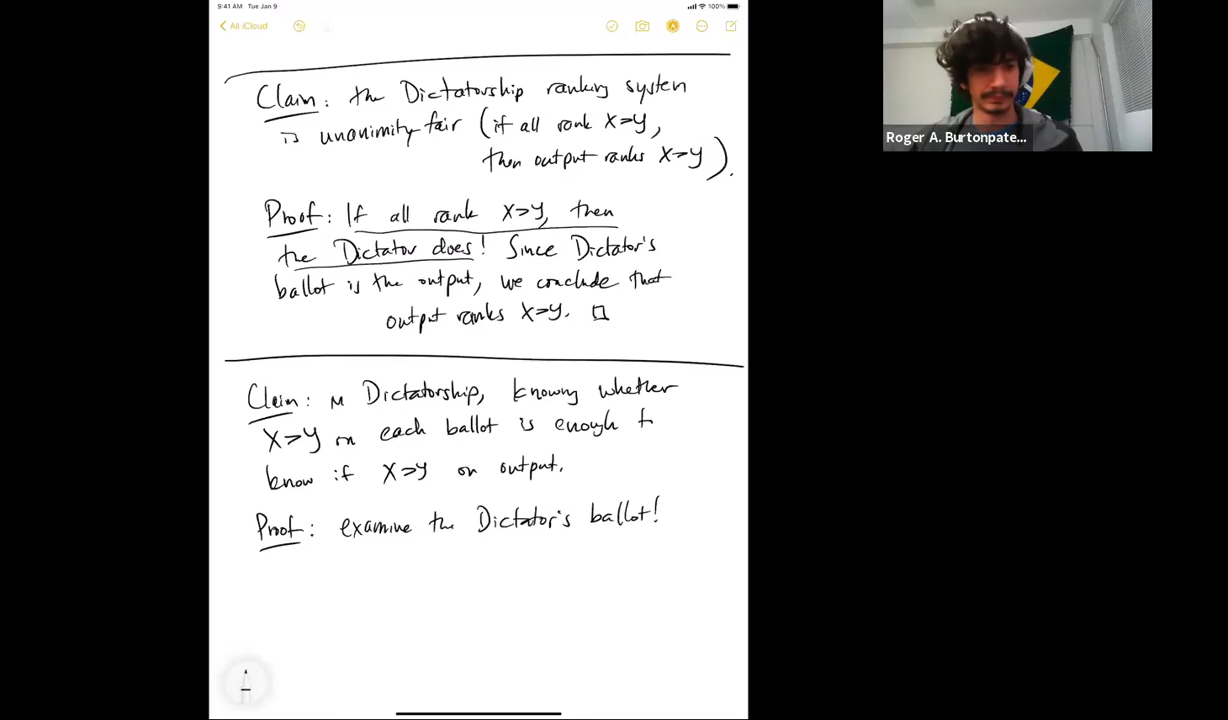 9:41 AM Tue Jan 9
100%
All iCloud
Claim: the Dictatorship ranking system
is unanimity fair (if all rank X>Y,
then output ranks X>Y).
Proof: If all rank X>Y, then
the Dictator does! Since Dictator's
ballot is the output, we conclude that
output ranks X>Y. □
Claim: in Dictatorship, knowing whether
X>Y on each ballot is enough to
know if X>Y on output.
Proof: examine the Dictator's ballot!
Roger A. Burtonpate...